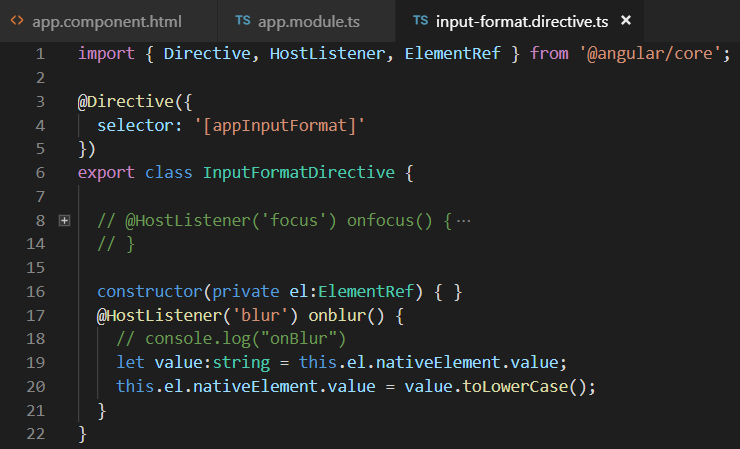 <> app.component.html TS app.module.ts TS input-format.directive.ts ×
1 import { Directive, HostListener, ElementRef } from '@angular/core';
2
3 @Directive({
4 selector: '[appInputFormat]'
5 })
6 export class InputFormatDirective {
7
8 // @HostListener('focus') onfocus() {⋯
14 // }
15
16 constructor(private el:ElementRef) { }
17 @HostListener('blur') onblur() {
18 // console.log("onBlur")
19 let value:string = this.el.nativeElement.value;
20 this.el.nativeElement.value = value.toLowerCase();
21 }
22 }